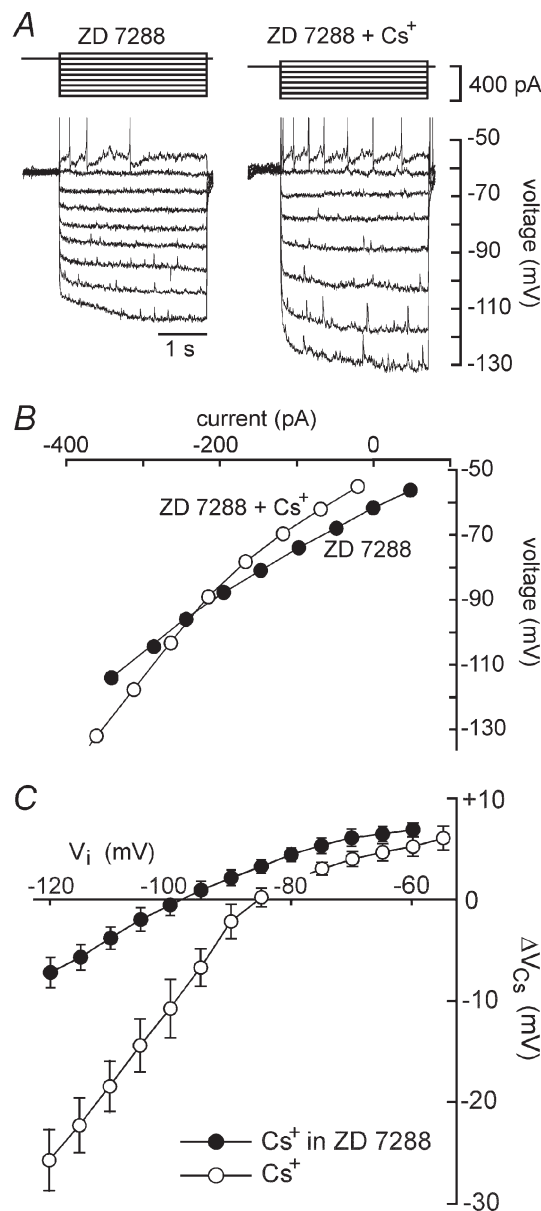 A
ZD 7288
ZD 7288 + Cs+
400 pA
-50
-70
-90
-110
-130
voltage (mV)
1 s
B
current (pA)
-400
-200
0
-50
-70
-90
-110
-130
voltage (mV)
ZD 7288 + Cs+
ZD 7288
C
+10
0
-10
-20
-30
ΔVCs (mV)
Vi (mV)
-120
-100
-80
-60
Cs+ in ZD 7288
Cs+